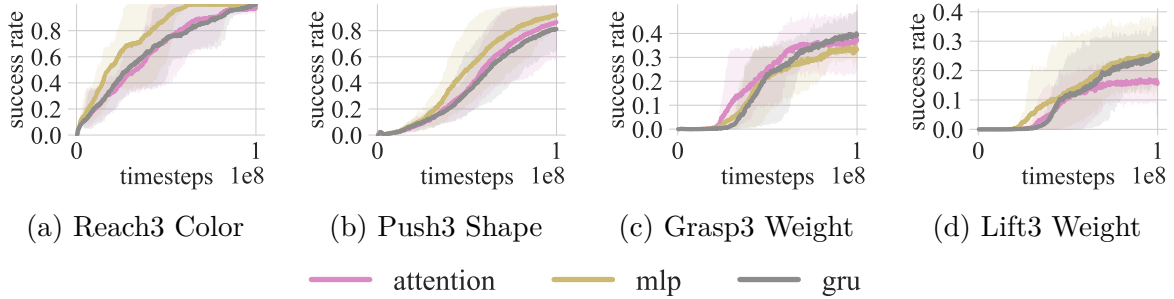 success rate
0.8
0.6
0.4
0.2
0.0
0
1
timesteps 1e8
(a) Reach3 Color
success rate
0.8
0.6
0.4
0.2
0.0
0
1
timesteps 1e8
(b) Push3 Shape
success rate
0.4
0.3
0.2
0.1
0.0
0
1
timesteps 1e8
(c) Grasp3 Weight
success rate
0.4
0.3
0.2
0.1
0.0
0
1
timesteps 1e8
(d) Lift3 Weight
attention mlp gru